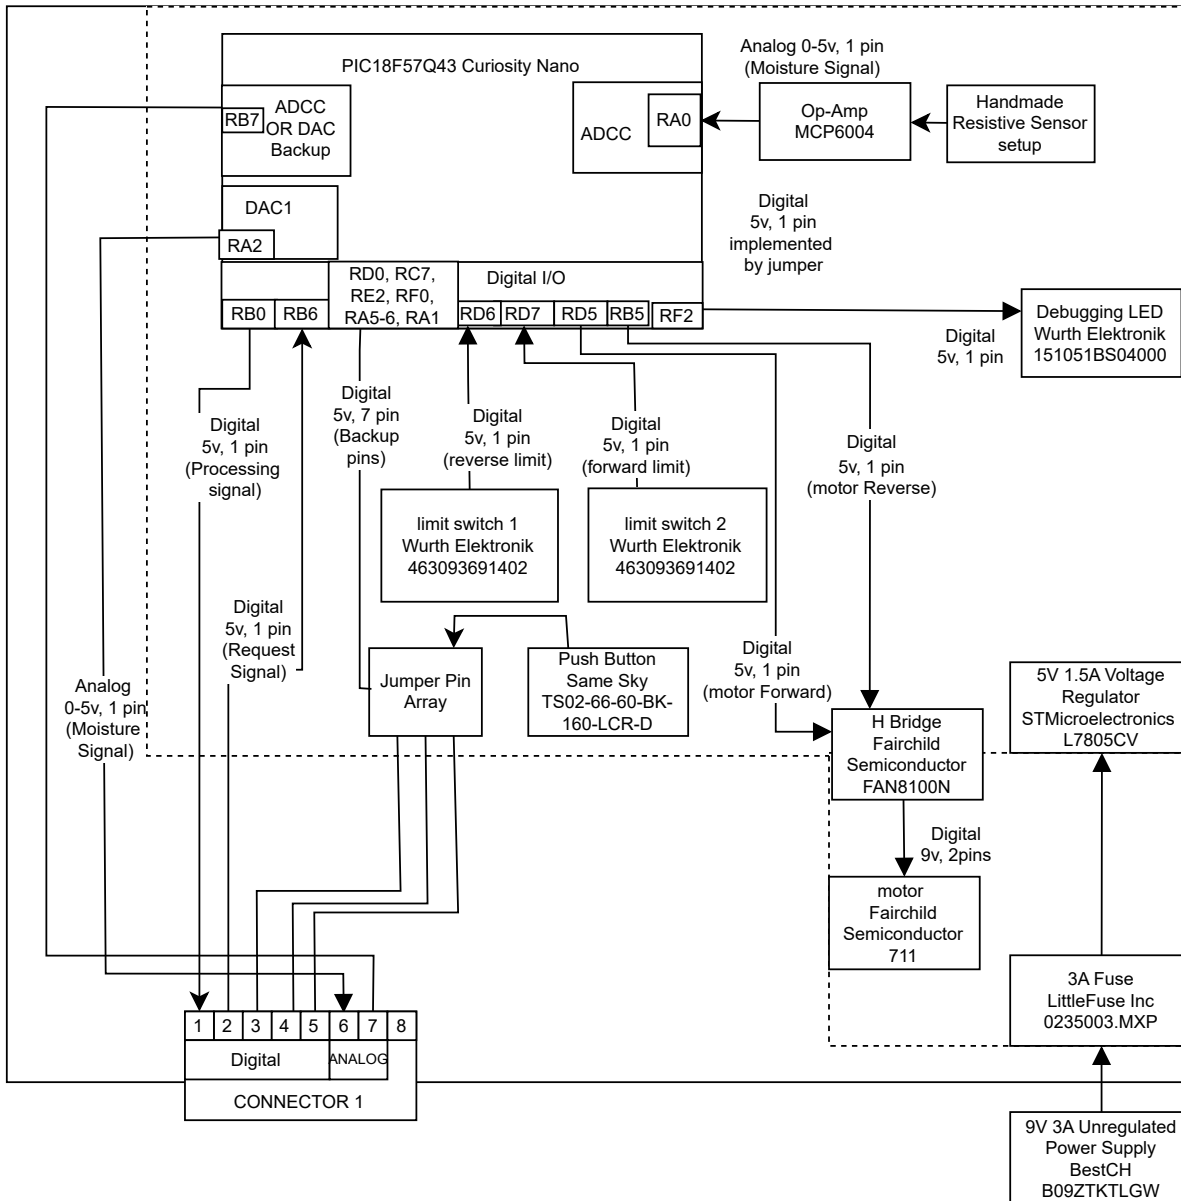 PIC18F57Q43 Curiosity Nano
RB7
ADCC
OR DAC
Backup
ADCC
RA0
Analog 0-5v, 1 pin
(Moisture Signal)
Op-Amp
MCP6004
Handmade
Resistive Sensor
setup
DAC1
RA2
Digital
5v, 1 pin
implemented
by jumper
RB0
RB6
RD0, RC7,
RE2, RF0,
RA5-6, RA1
Digital I/O
RD6
RD7
RD5
RB5
RF2
Digital
5v, 1 pin
Debugging LED
Wurth Elektronik
151051BS04000
Digital
5v, 1 pin
(Processing
signal)
Digital
5v, 7 pin
(Backup
pins)
Digital
5v, 1 pin
(reverse limit)
Digital
5v, 1 pin
(forward limit)
Digital
5v, 1 pin
(motor Reverse)
limit switch 1
Wurth Elektronik
463093691402
limit switch 2
Wurth Elektronik
463093691402
Digital
5v, 1 pin
(Request
Signal)
Analog
0-5v, 1 pin
(Moisture
Signal)
Jumper Pin
Array
Push Button
Same Sky
TS02-66-60-BK-
160-LCR-D
Digital
5v, 1 pin
(motor Forward)
H Bridge
Fairchild
Semiconductor
FAN8100N
5V 1.5A Voltage
Regulator
STMicroelectronics
L7805CV
Digital
9v, 2pins
motor
Fairchild
Semiconductor
711
3A Fuse
LittleFuse Inc
0235003.MXP
1 2 3 4 5 6 7 8
Digital
ANALOG
CONNECTOR 1
9V 3A Unregulated
Power Supply
BestCH
B09ZTKTLGW